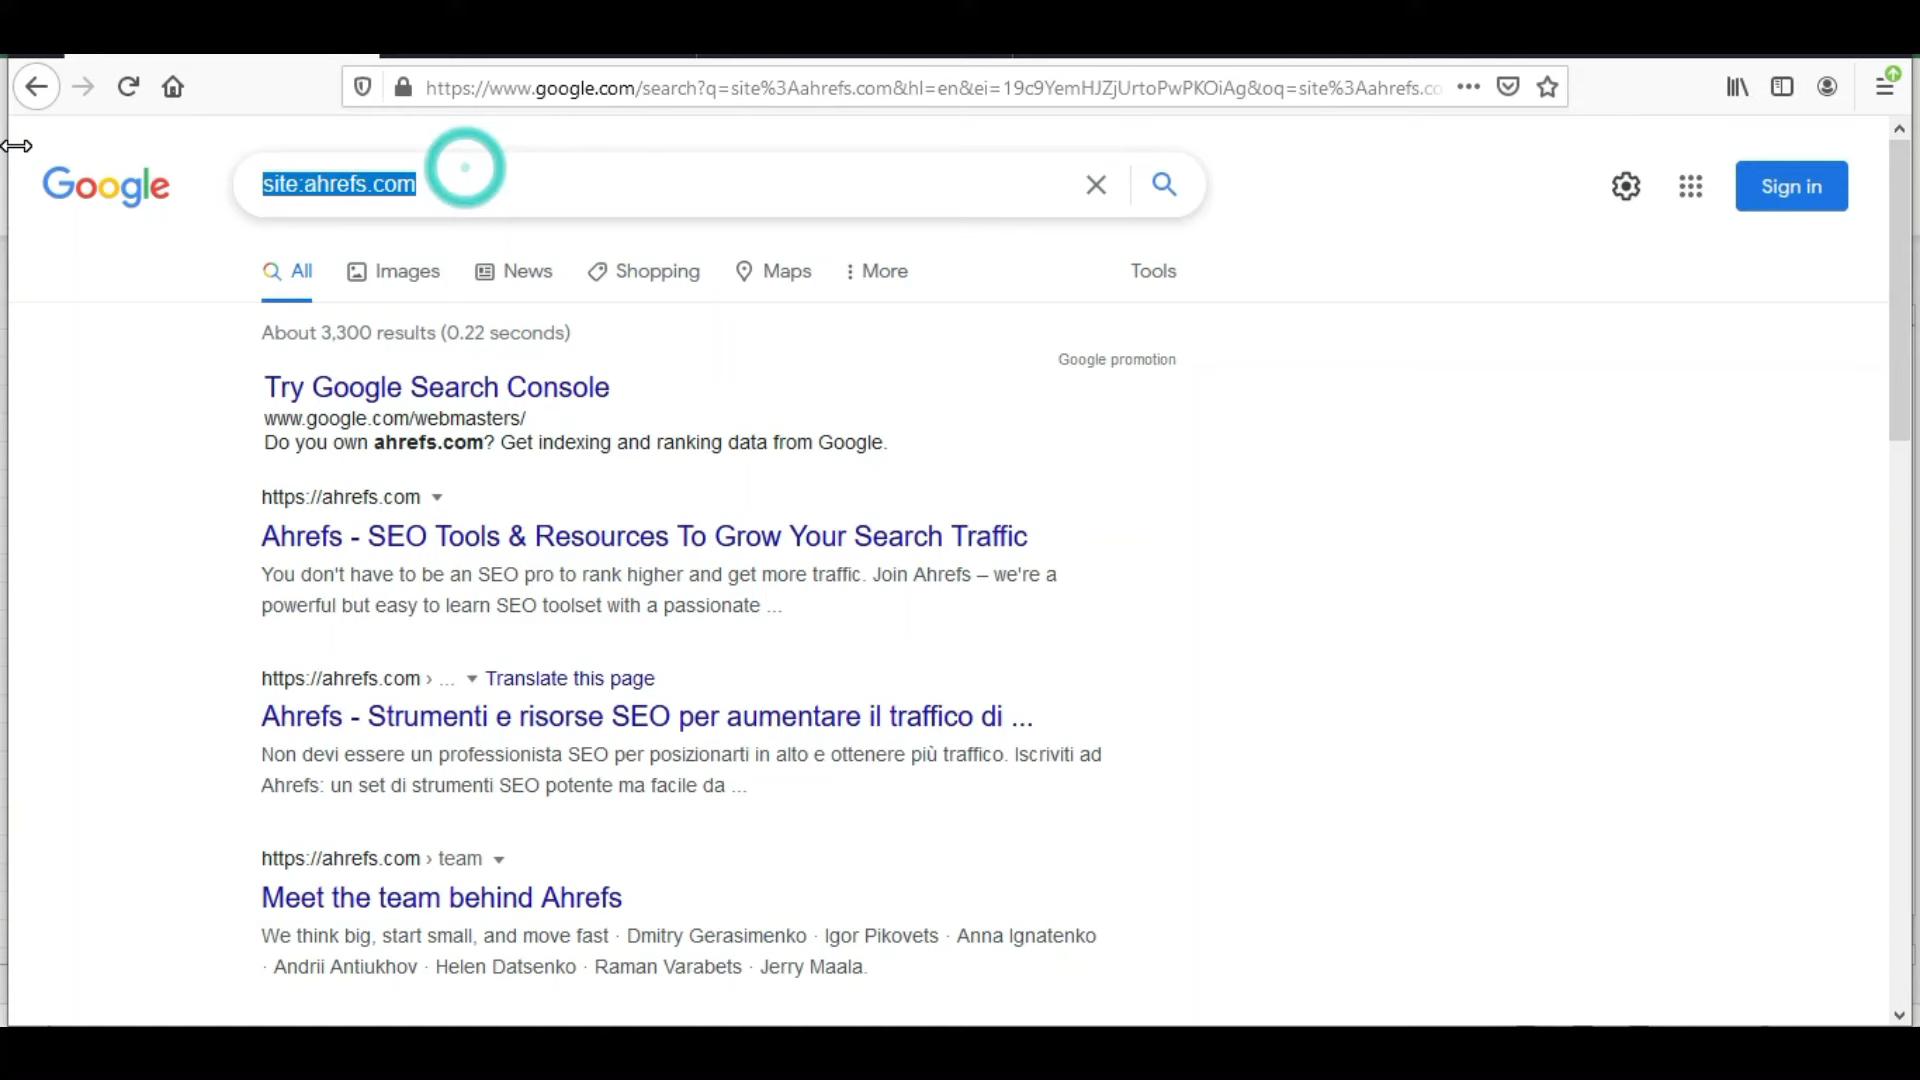 https://www.google.com/search?q=site%3Aahrefs.com&hl=en&ei=19c9YemHJZjUrtoPwPKOiAg&oq=site%3Aahrefs.co
Google
site:ahrefs.com
Sign in
All Images News Shopping Maps More Tools
About 3,300 results (0.22 seconds)
Google promotion
Try Google Search Console
www.google.com/webmasters/
Do you own ahrefs.com? Get indexing and ranking data from Google.
https://ahrefs.com
Ahrefs - SEO Tools & Resources To Grow Your Search Traffic
You don't have to be an SEO pro to rank higher and get more traffic. Join Ahrefs – we're a
powerful but easy to learn SEO toolset with a passionate ...
https://ahrefs.com › ... Translate this page
Ahrefs - Strumenti e risorse SEO per aumentare il traffico di ...
Non devi essere un professionista SEO per posizionarti in alto e ottenere più traffico. Iscriviti ad
Ahrefs: un set di strumenti SEO potente ma facile da ...
https://ahrefs.com › team
Meet the team behind Ahrefs
We think big, start small, and move fast · Dmitry Gerasimenko · Igor Pikovets · Anna Ignatenko
· Andrii Antiukhov · Helen Datsenko · Raman Varabets · Jerry Maala.